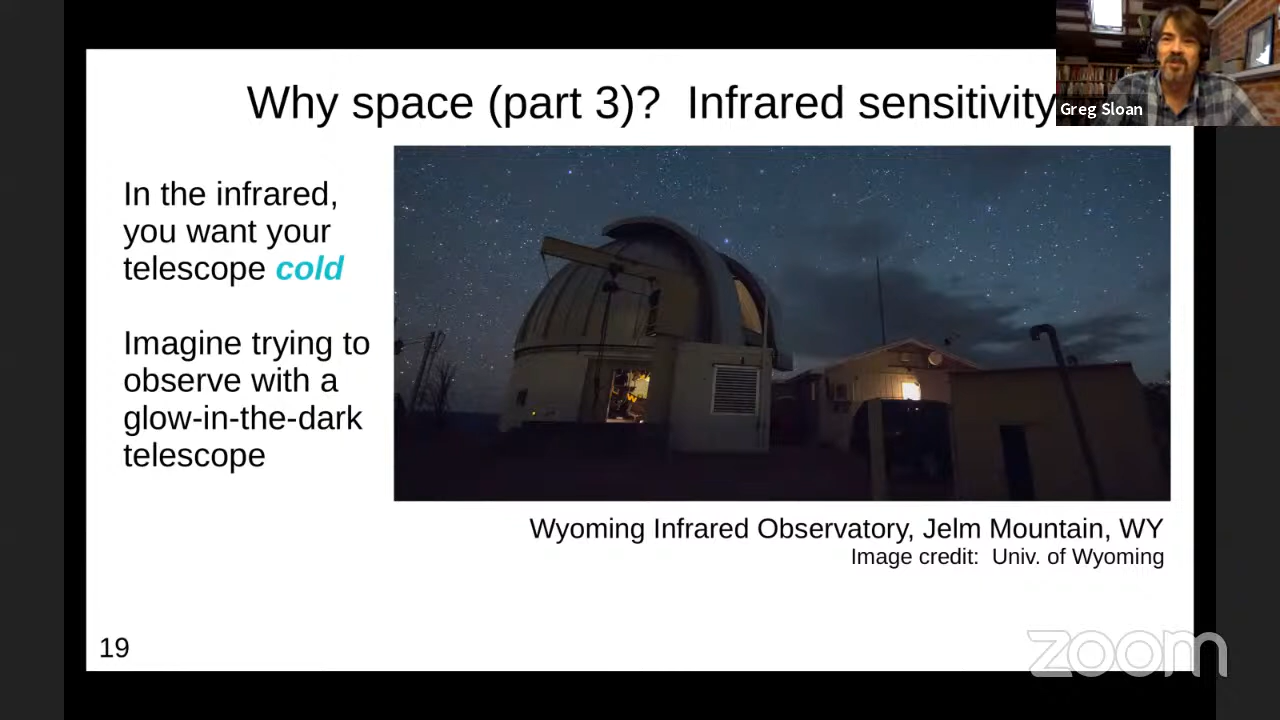 Why space (part 3)?  Infrared sensitivity
Greg Sloan
In the infrared,
you want your
telescope cold
Imagine trying to
observe with a
glow-in-the-dark
telescope
Wyoming Infrared Observatory, Jelm Mountain, WY
Image credit:  Univ. of Wyoming
19
zoom